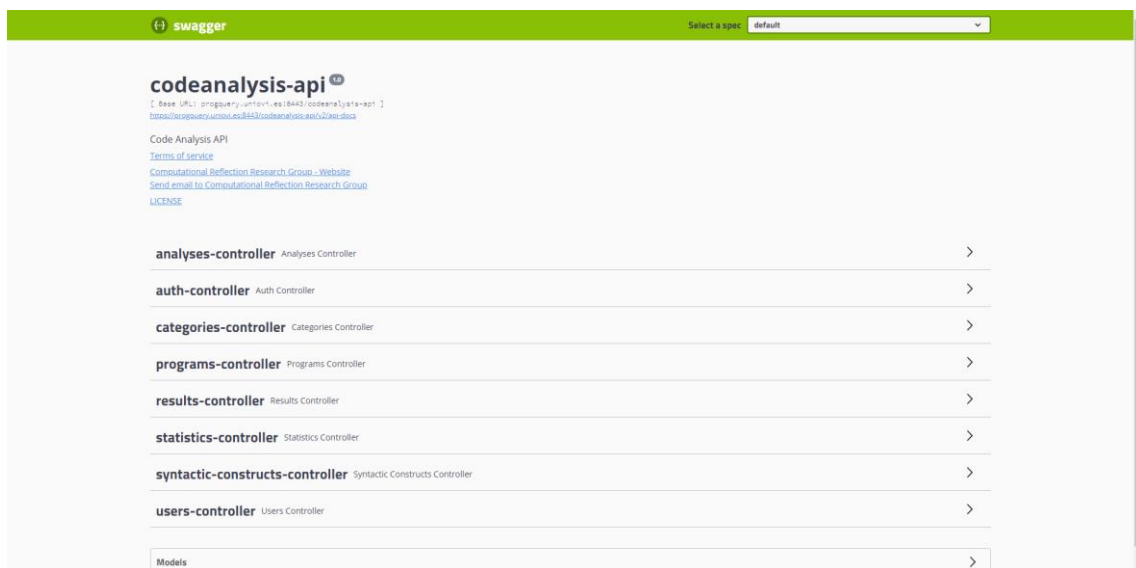 swagger
Select a spec default
codeanalysis-api 1.0
[ Base URL: progquery.uniovi.es:8443/codeanalysis-api ]
https://progquery.uniovi.es:8443/codeanalysis-api/v2/api-docs
Code Analysis API
Terms of service
Computational Reflection Research Group - Website
Send email to Computational Reflection Research Group
LICENSE
analyses-controller Analyses Controller
auth-controller Auth Controller
categories-controller Categories Controller
programs-controller Programs Controller
results-controller Results Controller
statistics-controller Statistics Controller
syntactic-constructs-controller Syntactic Constructs Controller
users-controller Users Controller
Models